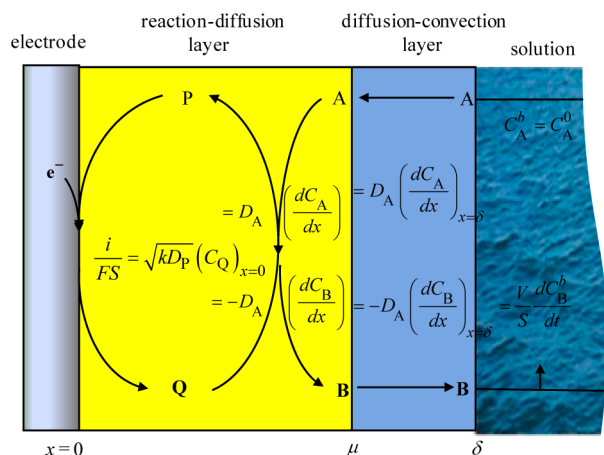 reaction-diffusion layer
diffusion-convection layer
electrode
solution
P
A
A
e⁻
C_A^b = C_A^0
= D_A (dC_A/dx) = D_A (dC_A/dx)_{x=δ}
i/FS = √(kD_P) (C_Q)_{x=0}
= −D_A (dC_B/dx) = −D_A (dC_B/dx)_{x=δ} = V/S dC_B^b/dt
Q
B
B
x = 0
μ
δ